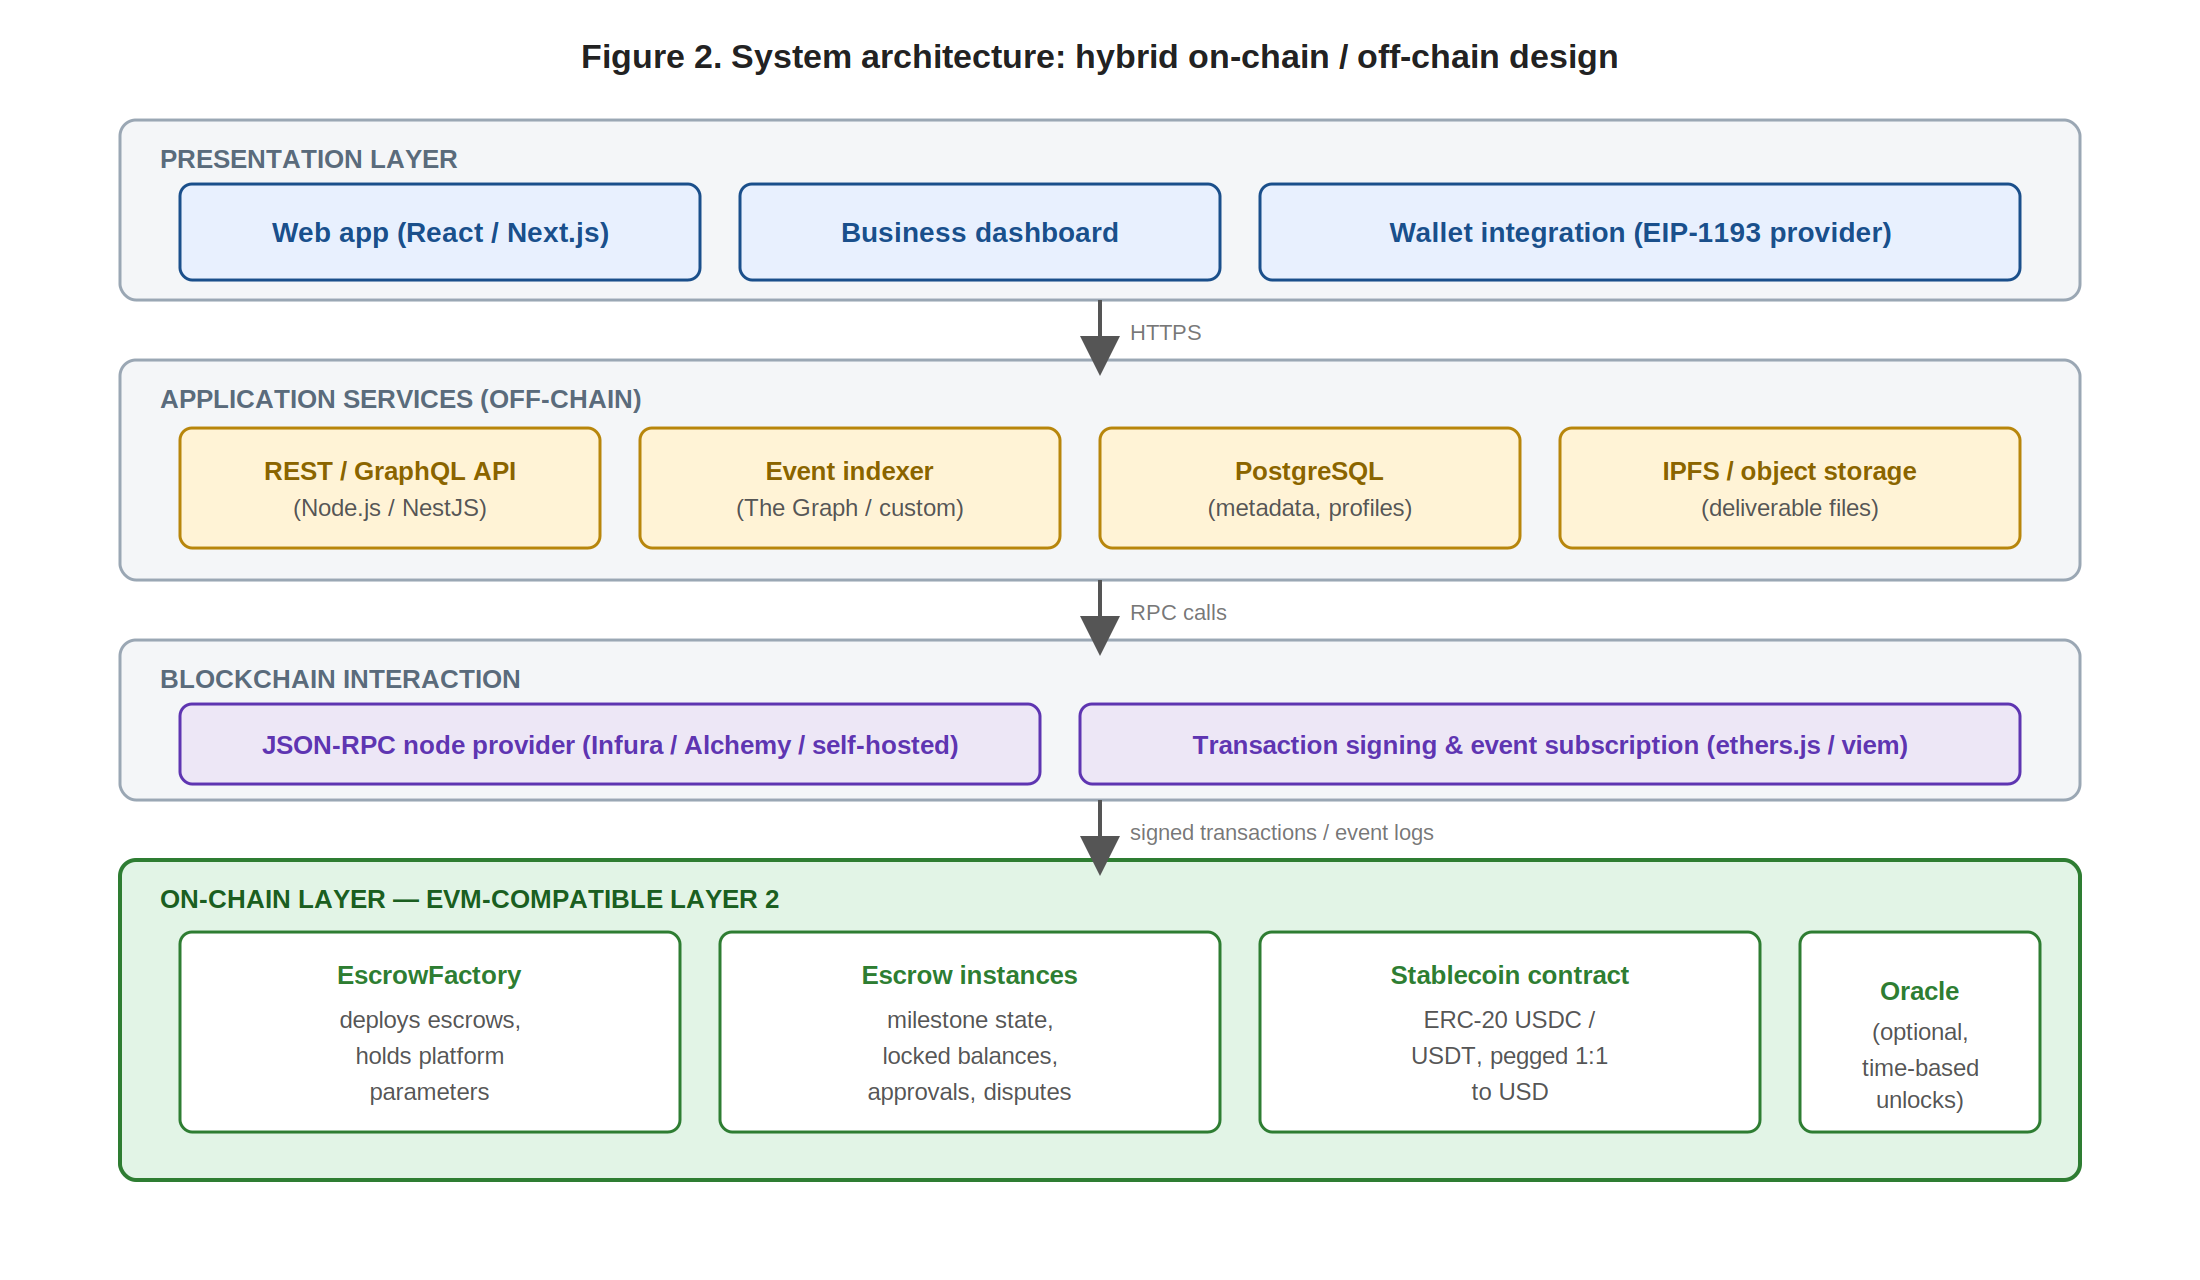 Figure 2. System architecture: hybrid on-chain / off-chain design
PRESENTATION LAYER
Web app (React / Next.js)
Business dashboard
Wallet integration (EIP-1193 provider)
HTTPS
APPLICATION SERVICES (OFF-CHAIN)
REST / GraphQL API
(Node.js / NestJS)
Event indexer
(The Graph / custom)
PostgreSQL
(metadata, profiles)
IPFS / object storage
(deliverable files)
RPC calls
BLOCKCHAIN INTERACTION
JSON-RPC node provider (Infura / Alchemy / self-hosted)
Transaction signing & event subscription (ethers.js / viem)
signed transactions / event logs
ON-CHAIN LAYER — EVM-COMPATIBLE LAYER 2
EscrowFactory
deploys escrows,
holds platform
parameters
Escrow instances
milestone state,
locked balances,
approvals, disputes
Stablecoin contract
ERC-20 USDC /
USDT, pegged 1:1
to USD
Oracle
(optional,
time-based
unlocks)